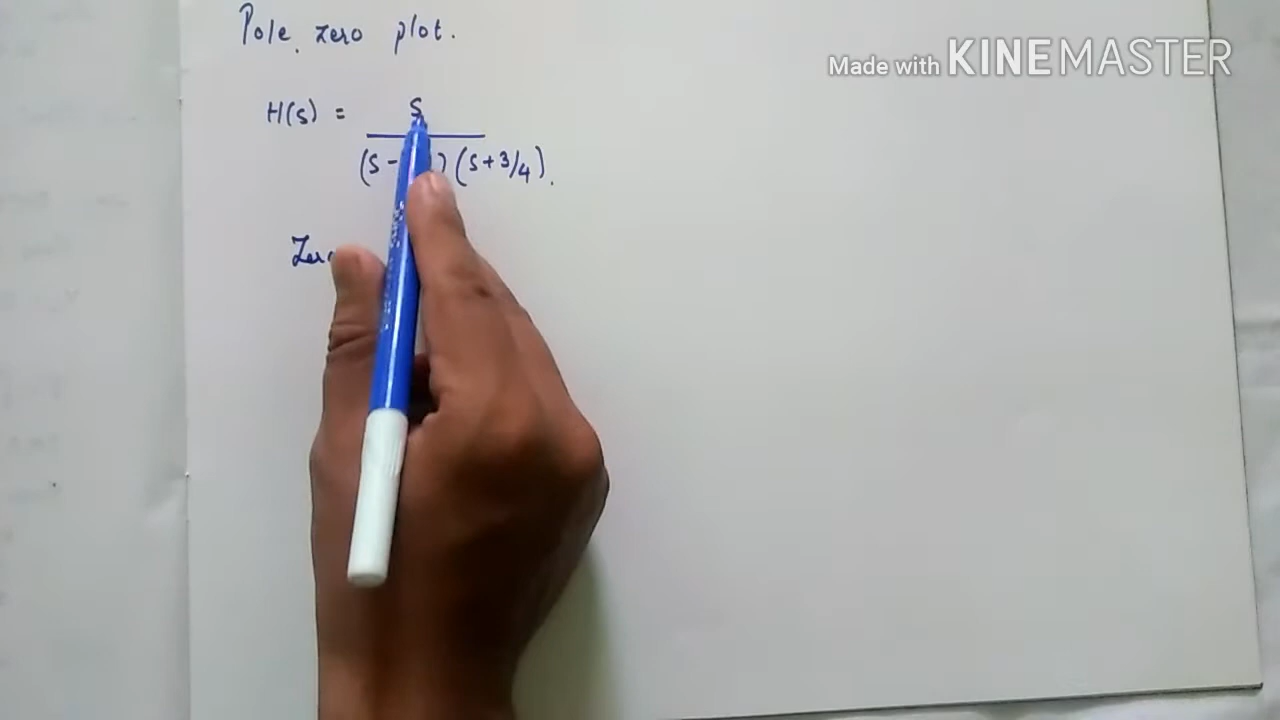 Pole zero plot.
Made with KINEMASTER
H(s) = s
(s - ) (s + 3/4).